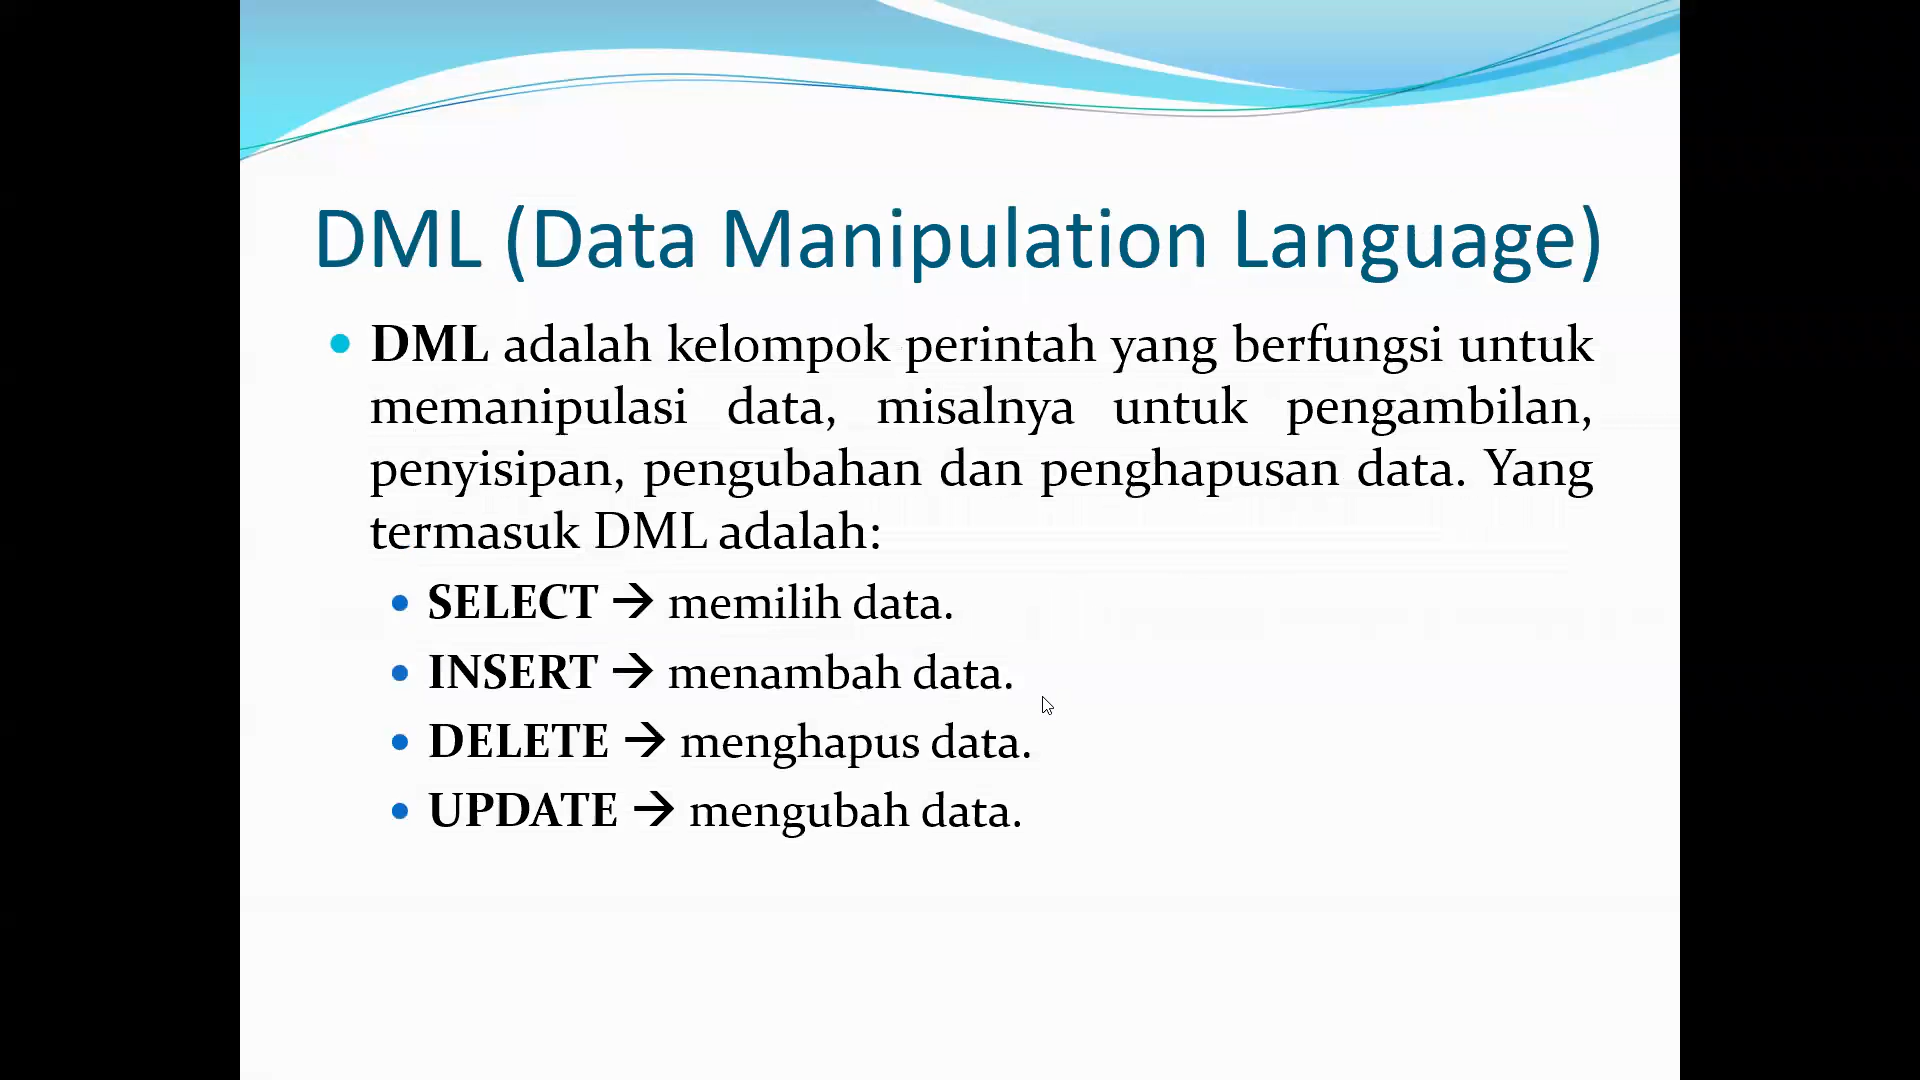 DML (Data Manipulation Language)
• DML adalah kelompok perintah yang berfungsi untuk
memanipulasi data, misalnya untuk pengambilan,
penyisipan, pengubahan dan penghapusan data. Yang
termasuk DML adalah:
• SELECT → memilih data.
• INSERT → menambah data.
• DELETE → menghapus data.
• UPDATE → mengubah data.